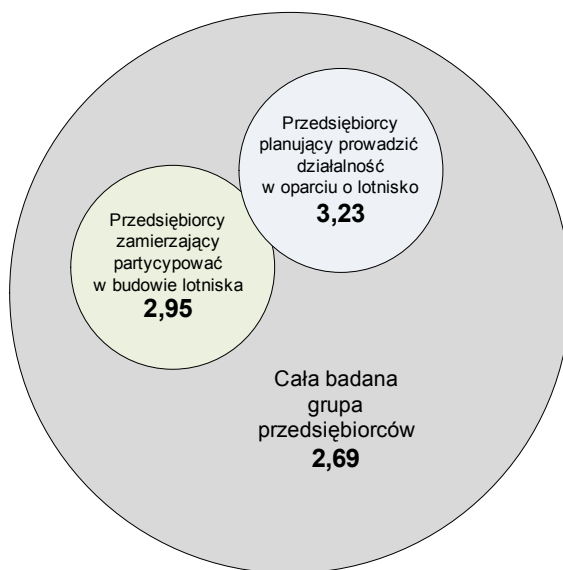 Przedsiębiorcy
planujący prowadzić
działalność
w oparciu o lotnisko
3,23
Przedsiębiorcy
zamierzający
partycypować
w budowie lotniska
2,95
Cała badana
grupa
przedsiębiorców
2,69